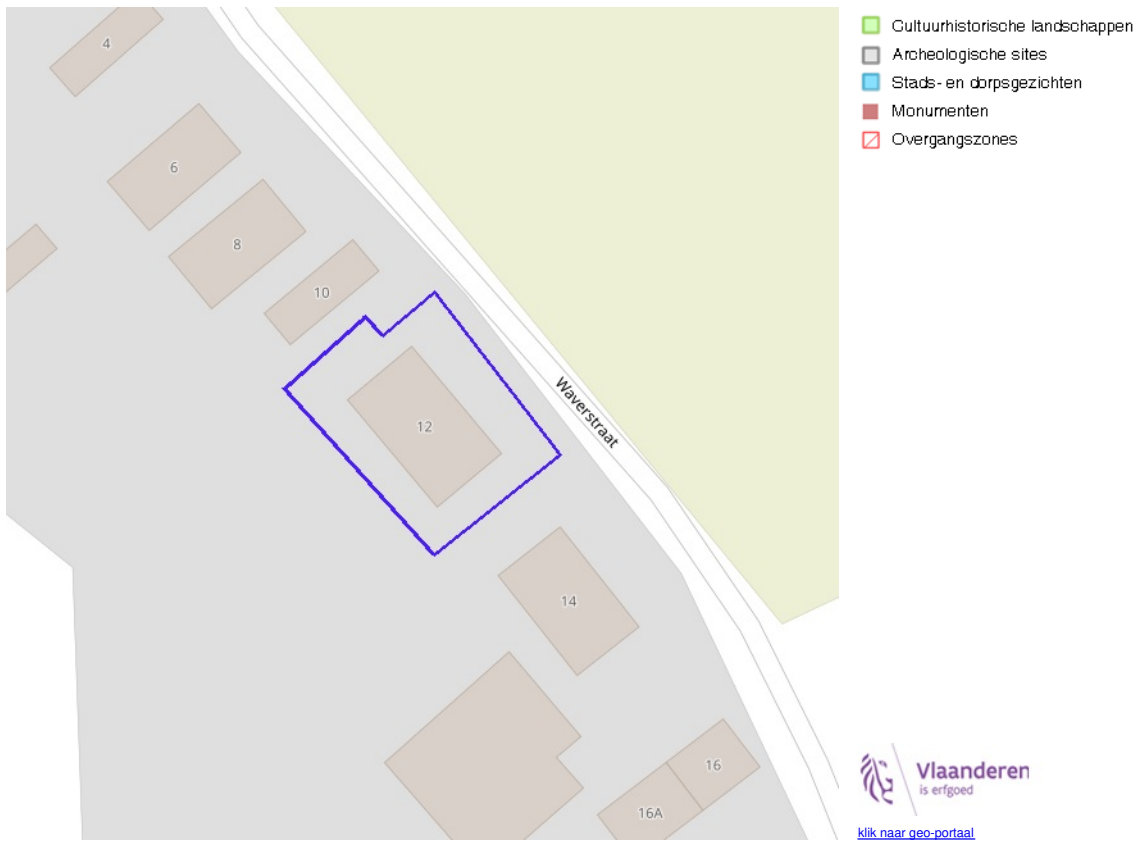 4
6
8
10
12
Waverstraat
14
16
16A
Cultuurhistorische landschappen
Archeologische sites
Stads- en dorpsgezichten
Monumenten
Overgangszones
Vlaanderen
is erfgoed
klik naar geo-portaal